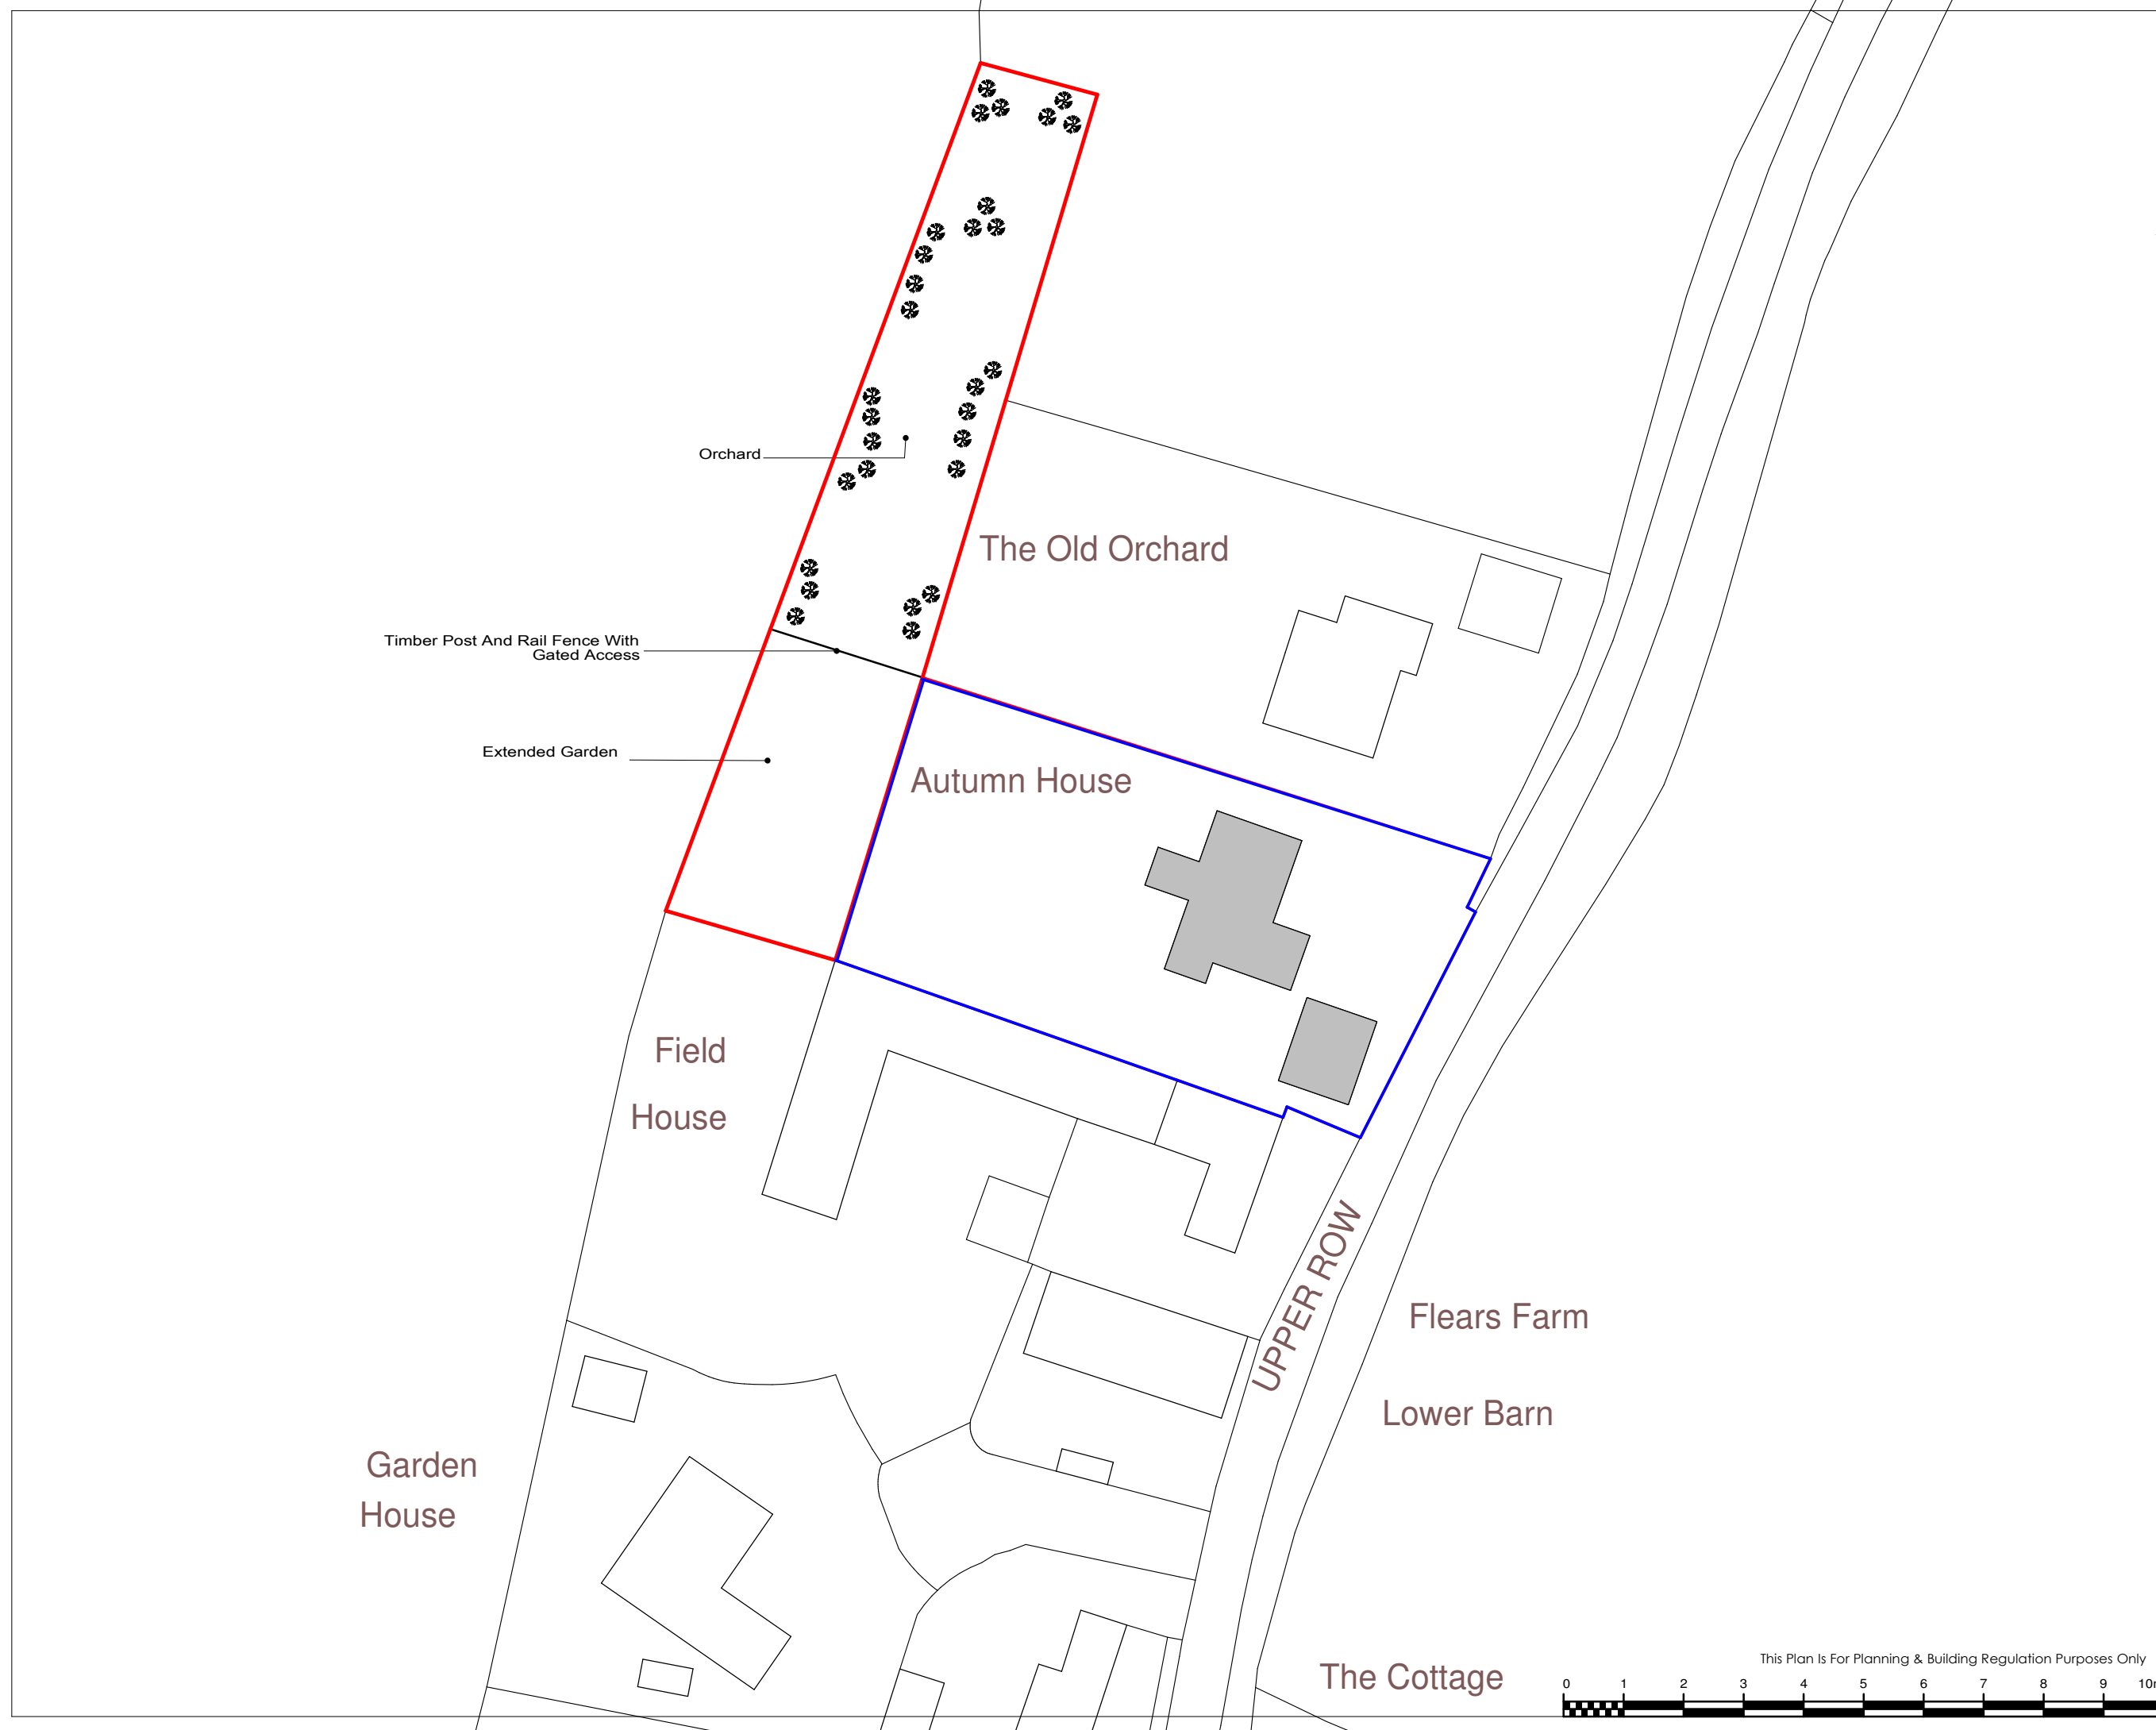 Orchard
The Old Orchard
Timber Post And Rail Fence With
Gated Access
Extended Garden
Autumn House
Field
House
UPPER ROW
Flears Farm
Lower Barn
Garden
House
The Cottage
This Plan Is For Planning & Building Regulation Purposes Only
0 1 2 3 4 5 6 7 8 9 10m